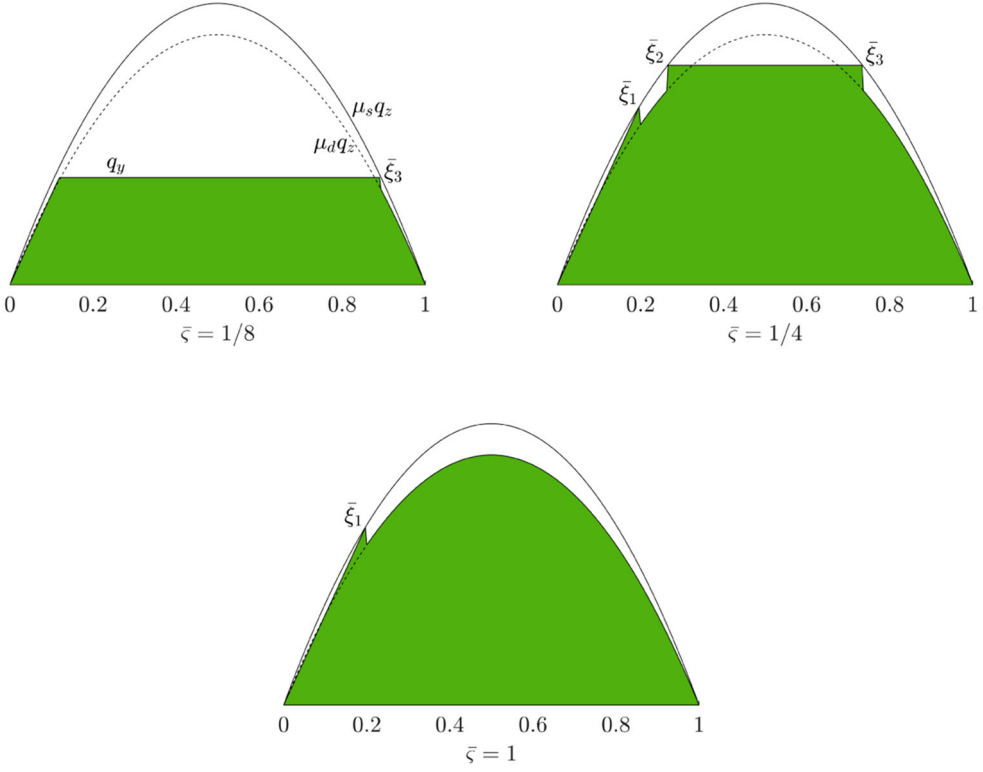 μ_s q_z
μ_d q_z
q_y
ξ̄_3
0 0.2 0.4 0.6 0.8 1
ς̄ = 1/8
ξ̄_2
ξ̄_3
ξ̄_1
0 0.2 0.4 0.6 0.8 1
ς̄ = 1/4
ξ̄_1
0 0.2 0.4 0.6 0.8 1
ς̄ = 1